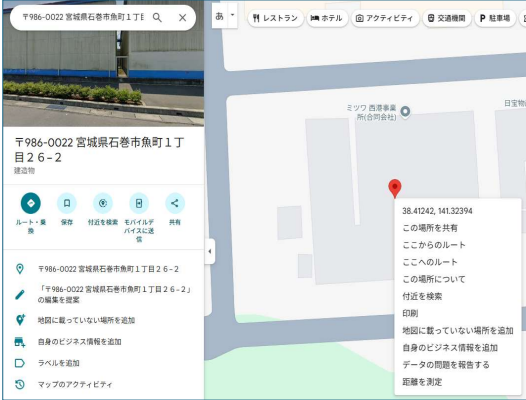 〒986-0022 宮城県石巻市魚町1丁目
あ
レストラン
ホテル
アクティビティ
交通機関
駐車場
〒986-0022 宮城県石巻市魚町1丁
目26−2
建造物
ルート・乗
換
保存
付近を検索
モバイルデ
バイスに送
信
共有
〒986-0022 宮城県石巻市魚町1丁目26−2
「〒986-0022 宮城県石巻市魚町1丁目26−2」
の編集を提案
地図に載っていない場所を追加
自身のビジネス情報を追加
ラベルを追加
マップのアクティビティ
ミツワ 西港事業
所(合同会社)
38.41242, 141.32394
この場所を共有
ここからのルート
ここへのルート
この場所について
付近を検索
印刷
地図に載っていない場所を追加
自身のビジネス情報を追加
データの問題を報告する
距離を測定